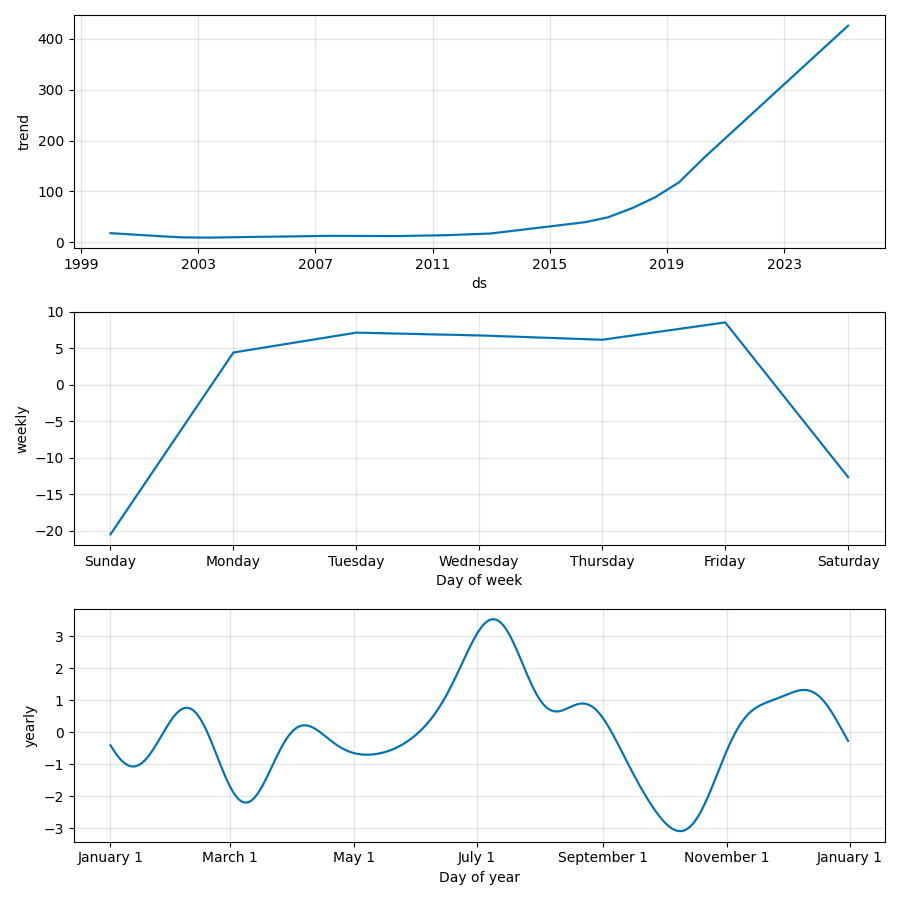 400
300
200
100
0
trend
1999 2003 2007 2011 2015 2019 2023
ds
10
5
0
−5
−10
−15
−20
weekly
Sunday Monday Tuesday Wednesday Thursday Friday Saturday
Day of week
3
2
1
0
−1
−2
−3
yearly
January 1 March 1 May 1 July 1 September 1 November 1 January 1
Day of year